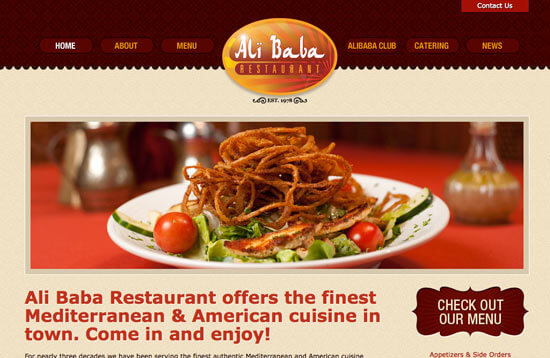 Contact Us
HOME
ABOUT
MENU
Ali Baba
RESTAURANT
EST. 1978
ALIBABA CLUB
CATERING
NEWS
Ali Baba Restaurant offers the finest
Mediterranean & American cuisine in
town. Come in and enjoy!
CHECK OUT
OUR MENU
For nearly three decades we have been serving the finest authentic Mediterranean and American cuisine
Appetizers & Side Orders